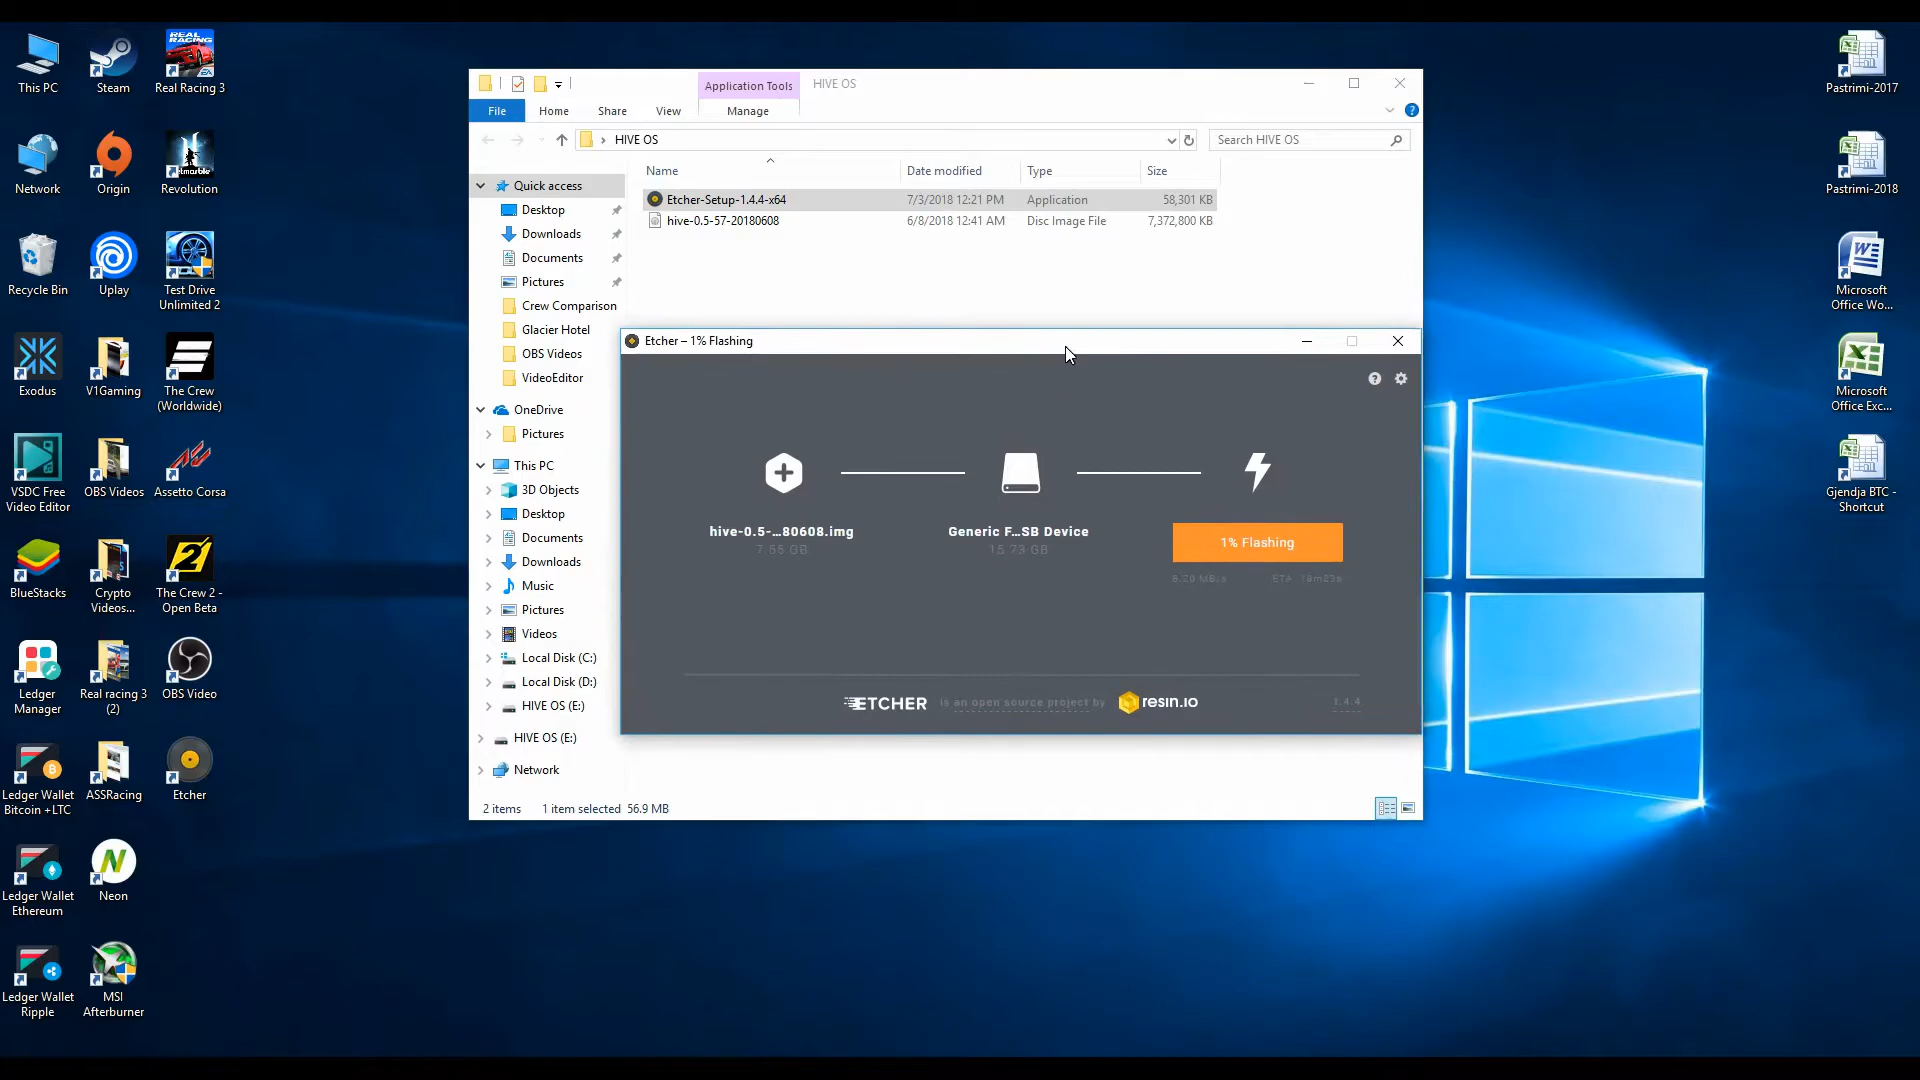 This PC
Steam
Real Racing 3
Network
Origin
Revolution
Recycle Bin
Uplay
Test Drive
Unlimited 2
Exodus
V1Gaming
The Crew
(Worldwide)
VSDC Free
Video Editor
OBS Videos
Assetto Corsa
BlueStacks
Crypto
Videos...
The Crew 2 -
Open Beta
Ledger
Manager
Real racing 3
(2)
OBS Video
Ledger Wallet
Bitcoin +LTC
ASSRacing
Etcher
Ledger Wallet
Ethereum
Neon
Ledger Wallet
Ripple
MSI
Afterburner
Application Tools
HIVE OS
File
Home
Share
View
Manage
HIVE OS
Search HIVE OS
Name
Date modified
Type
Size
Etcher-Setup-1.4.4-x64
7/3/2018 12:21 PM
Application
58,301 KB
hive-0.5-57-20180608
6/8/2018 12:41 AM
Disc Image File
7,372,800 KB
Quick access
Desktop
Downloads
Documents
Pictures
Crew Comparison
Glacier Hotel
OBS Videos
VideoEditor
OneDrive
Pictures
This PC
3D Objects
Desktop
Documents
Downloads
Music
Pictures
Videos
Local Disk (C:)
Local Disk (D:)
HIVE OS (E:)
HIVE OS (E:)
Network
2 items
1 item selected 56.9 MB
Etcher – 1% Flashing
hive-0.5-...80608.img
7.55 GB
Generic F...SB Device
15.73 GB
1% Flashing
ETCHER
is an open source project by
resin.io
1.4.4
Pastrimi-2017
Pastrimi-2018
Microsoft
Office Wo...
Microsoft
Office Exc...
Gjendja BTC -
Shortcut